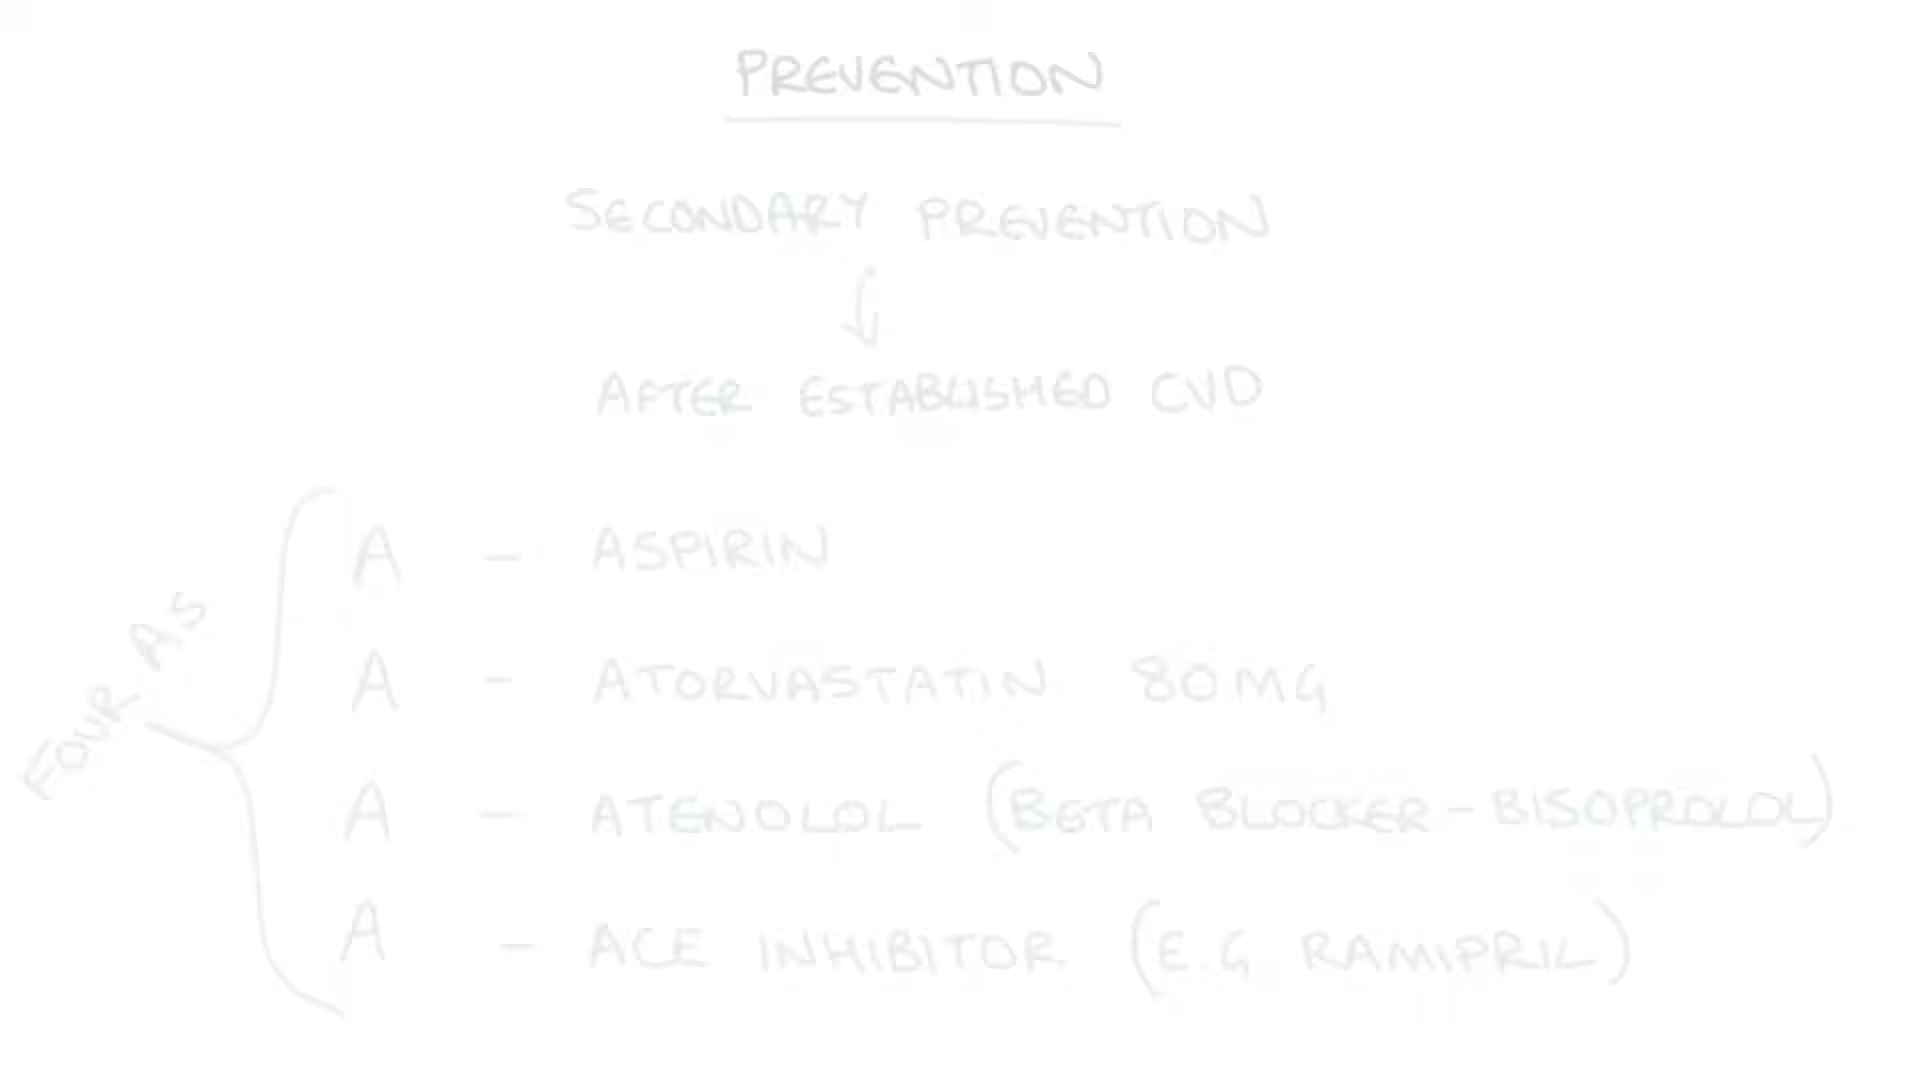 PREVENTION
SECONDARY PREVENTION
AFTER ESTABLISHED CVD
FOUR AS
A - ASPIRIN
A - ATORVASTATIN 80MG
A - ATENOLOL (BETA BLOCKER - BISOPROLOL)
A - ACE INHIBITOR (E.G RAMIPRIL)